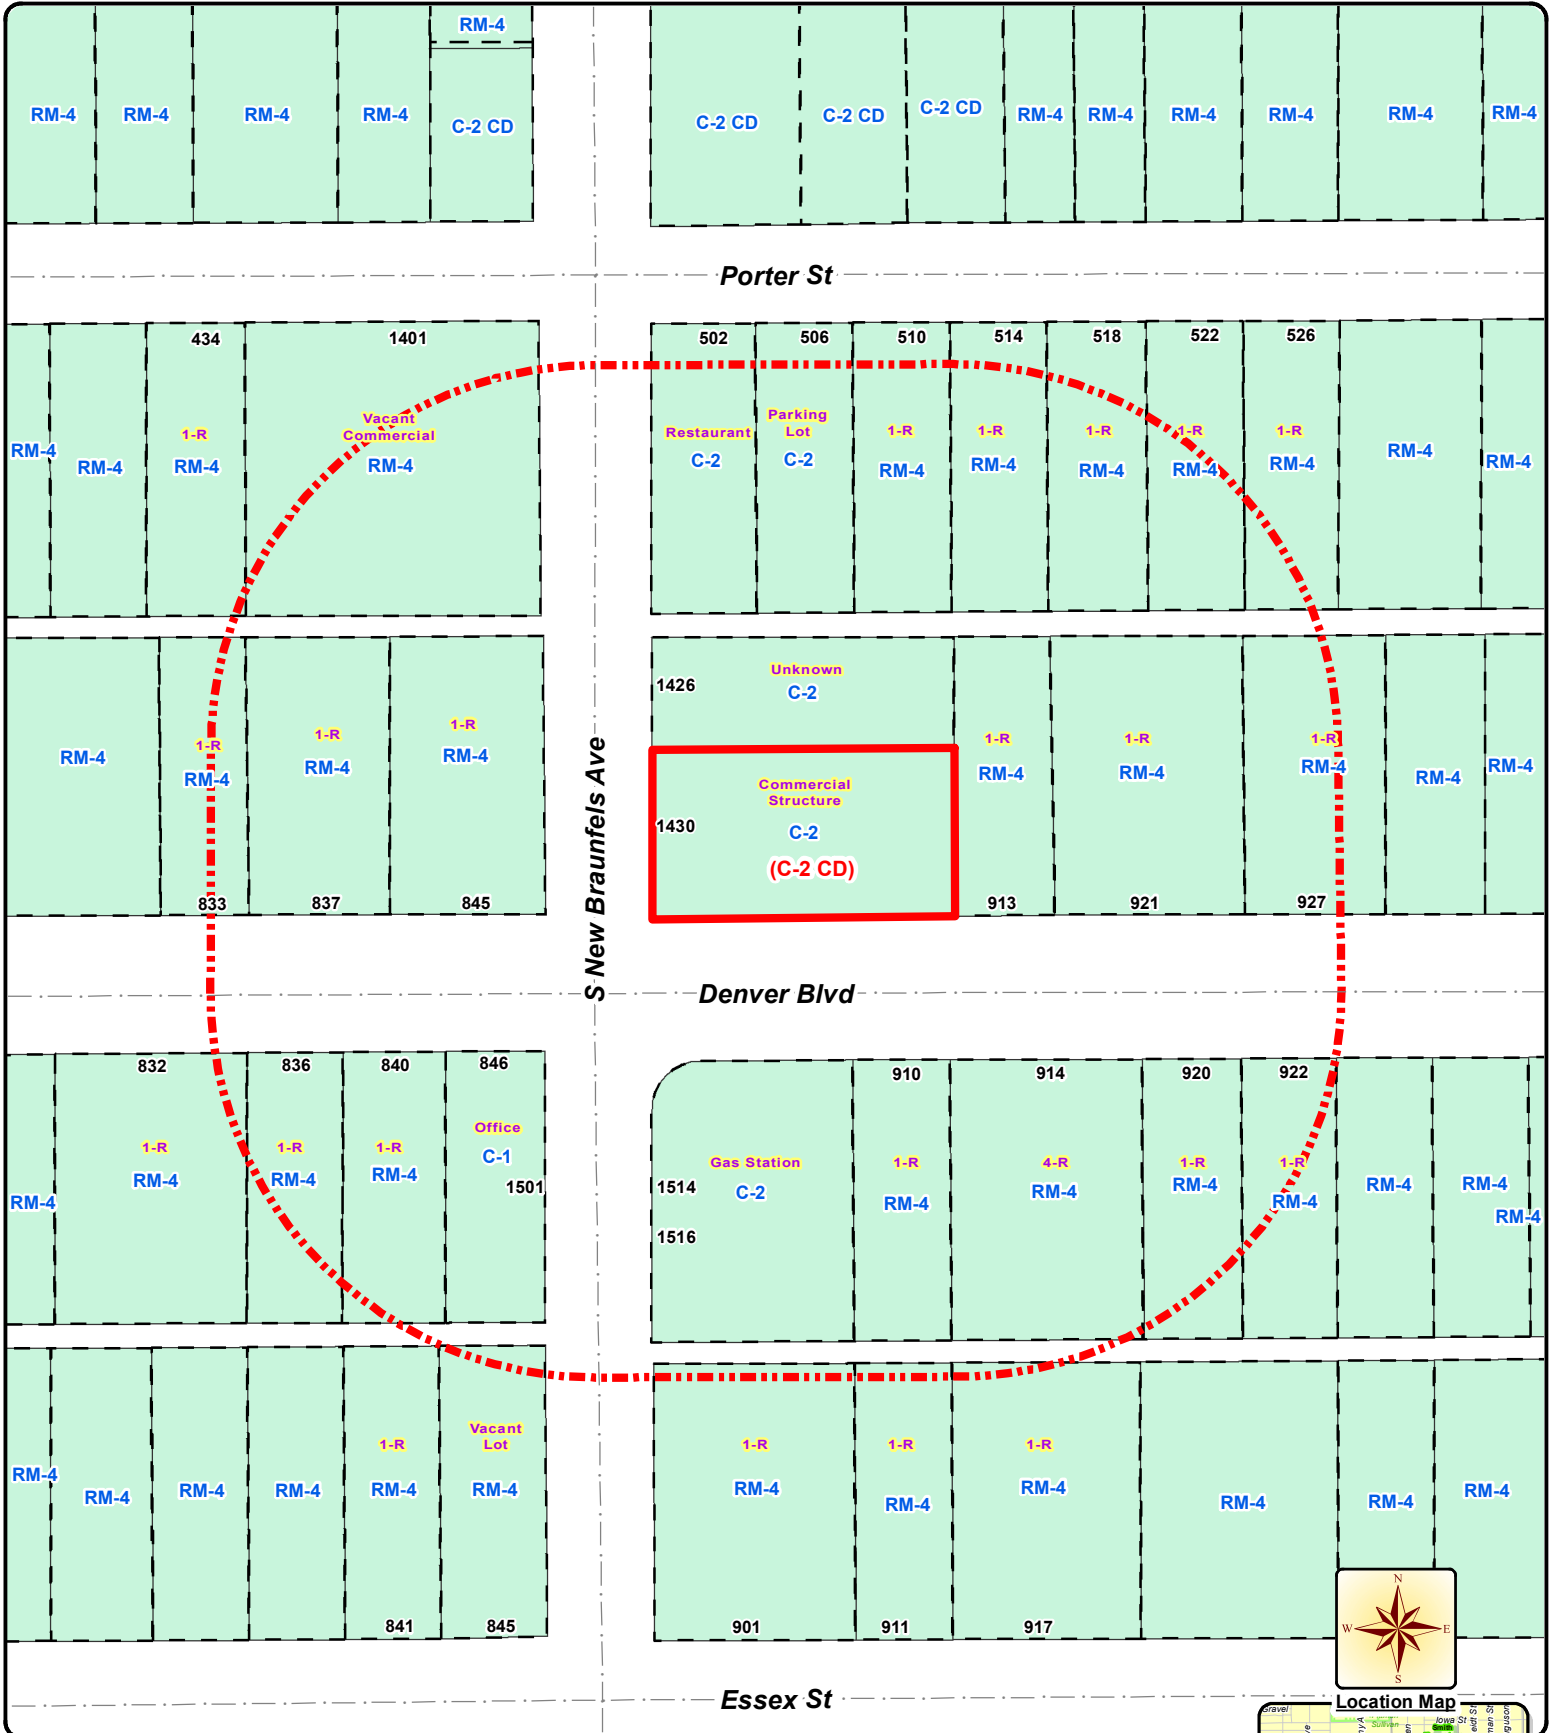 RM-4
RM-4
RM-4
RM-4
RM-4
C-2 CD
C-2 CD
C-2 CD
C-2 CD
RM-4
RM-4
RM-4
RM-4
RM-4
RM-4
Porter St
434
1401
502
506
510
514
518
522
526
RM-4
RM-4
1-R
RM-4
Vacant
Commercial
RM-4
Restaurant
C-2
Parking
Lot
C-2
1-R
RM-4
1-R
RM-4
1-R
RM-4
1-R
RM-4
1-R
RM-4
RM-4
RM-4
RM-4
1-R
RM-4
833
1-R
RM-4
837
1-R
RM-4
845
S New Braunfels Ave
1426
Unknown
C-2
1430
Commercial
Structure
C-2
(C-2 CD)
1-R
RM-4
913
1-R
RM-4
921
1-R
RM-4
927
RM-4
RM-4
Denver Blvd
832
836
840
846
910
914
920
922
RM-4
1-R
RM-4
1-R
RM-4
1-R
RM-4
Office
C-1
1501
1514
1516
Gas Station
C-2
1-R
RM-4
4-R
RM-4
1-R
RM-4
1-R
RM-4
RM-4
RM-4
RM-4
RM-4
RM-4
RM-4
RM-4
1-R
RM-4
841
Vacant
Lot
RM-4
845
1-R
RM-4
901
1-R
RM-4
911
1-R
RM-4
917
RM-4
RM-4
RM-4
N
W
E
S
Essex St
Location Map
Gravel
Sullivan
Iowa St
Smith